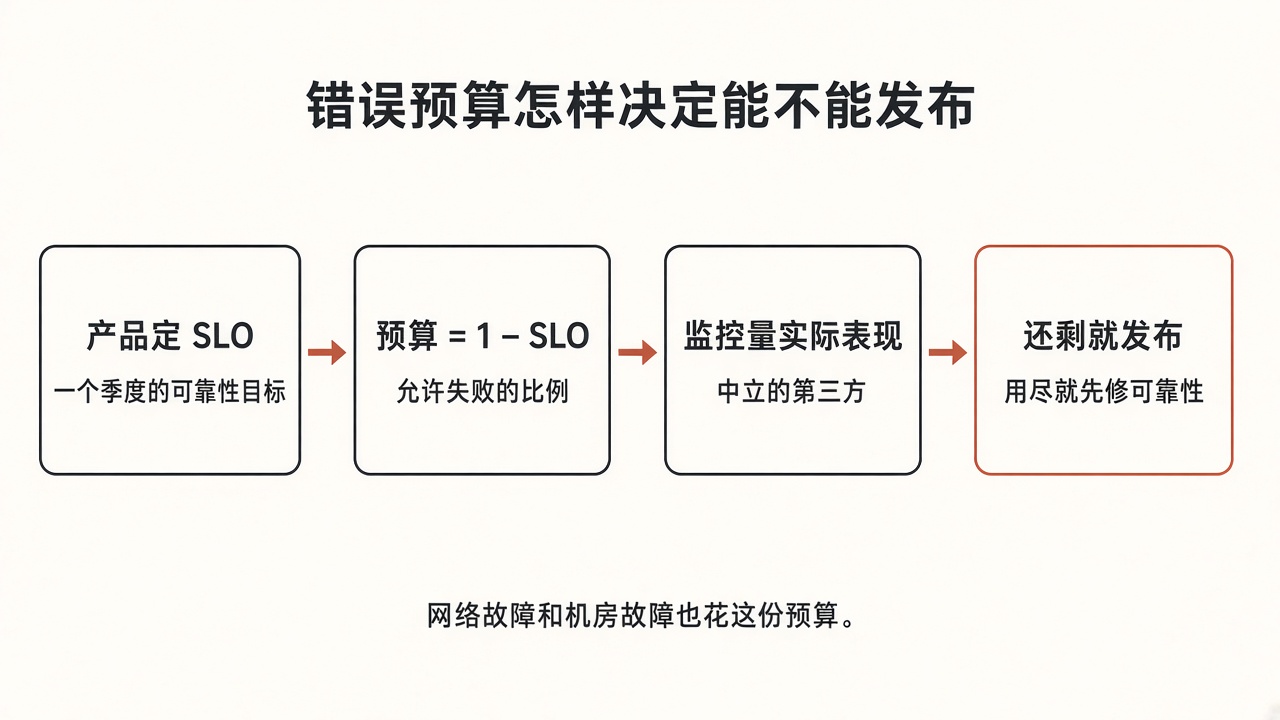 错误预算怎样决定能不能发布
产品定 SLO
一个季度的可靠性目标
预算 = 1 – SLO
允许失败的比例
监控量实际表现
中立的第三方
还剩就发布
用尽就先修可靠性
网络故障和机房故障也花这份预算。